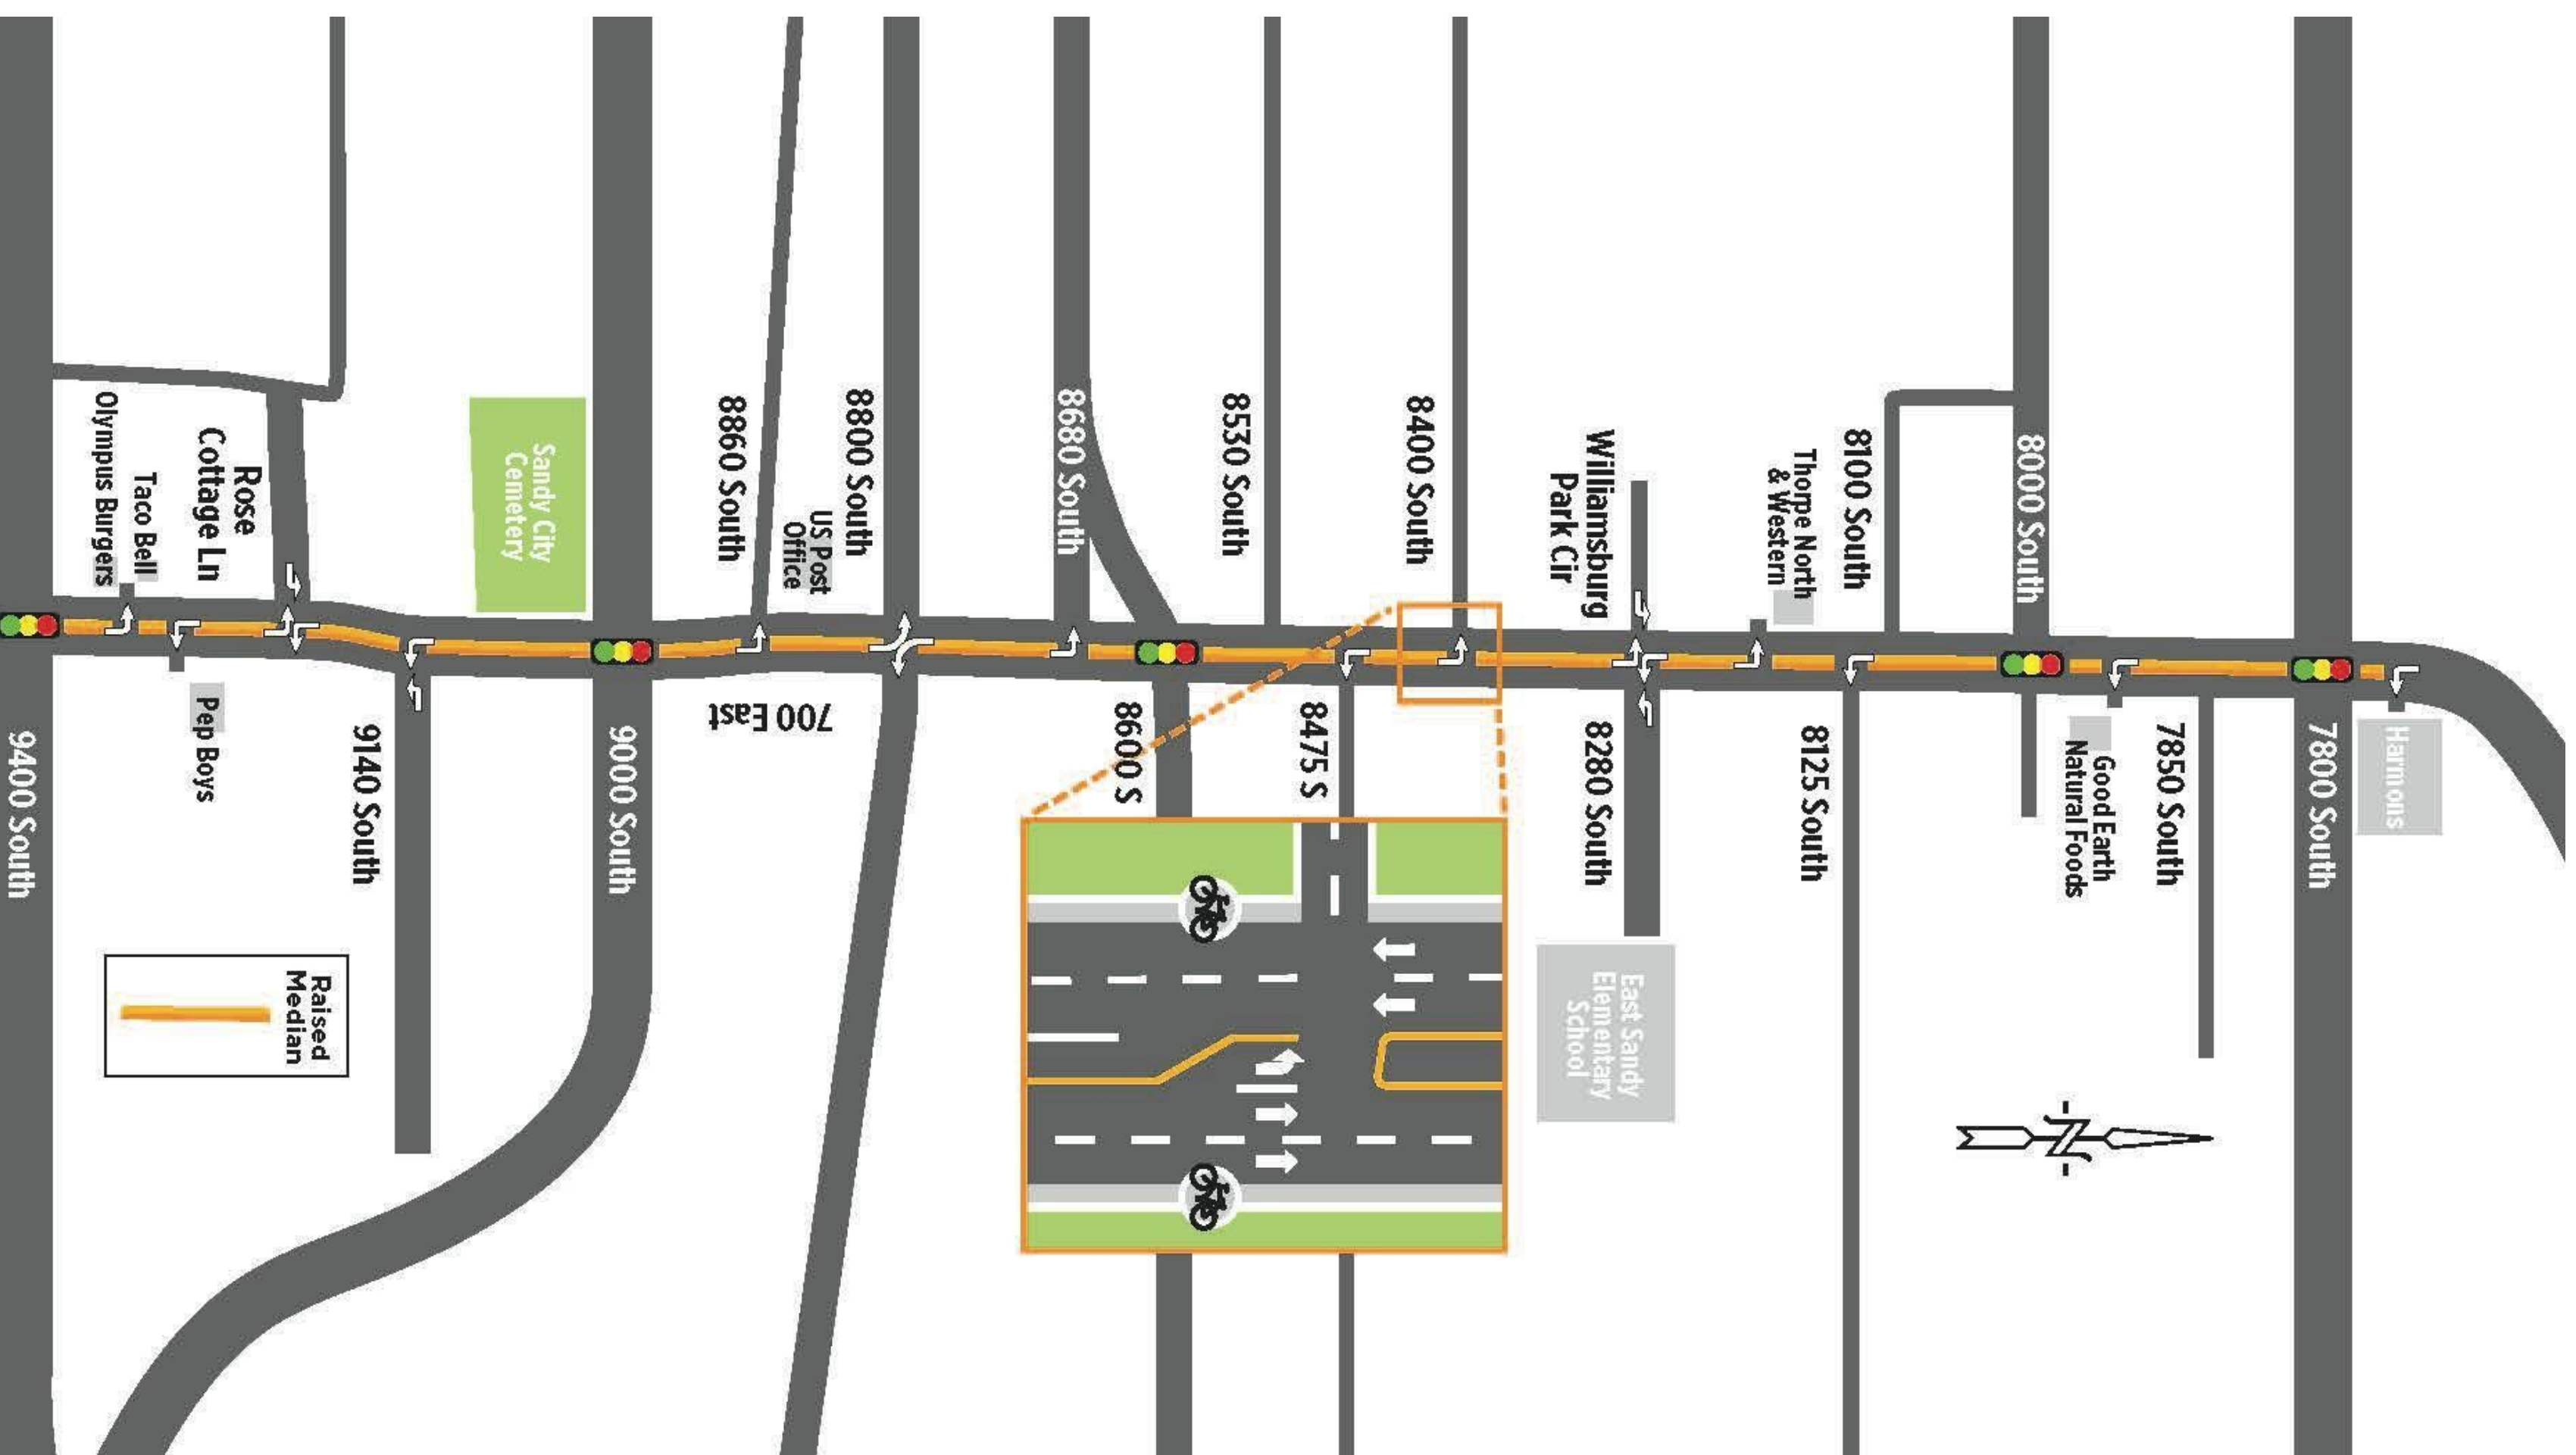 Harmons
7800 South
7850 South
Good Earth
Natural Foods
8000 South
8100 South
8125 South
Thorpe North
& Western
Williamsburg
Park Cir
8280 South
East Sandy
Elementary
School
8400 South
8475 S
8530 South
8600 S
8680 South
700 East
8800 South
US Post
Office
8860 South
9000 South
Sandy City
Cemetery
9140 South
Rose
Cottage Ln
Pep Boys
Taco Bell
Olympus Burgers
9400 South
Raised
Median
N